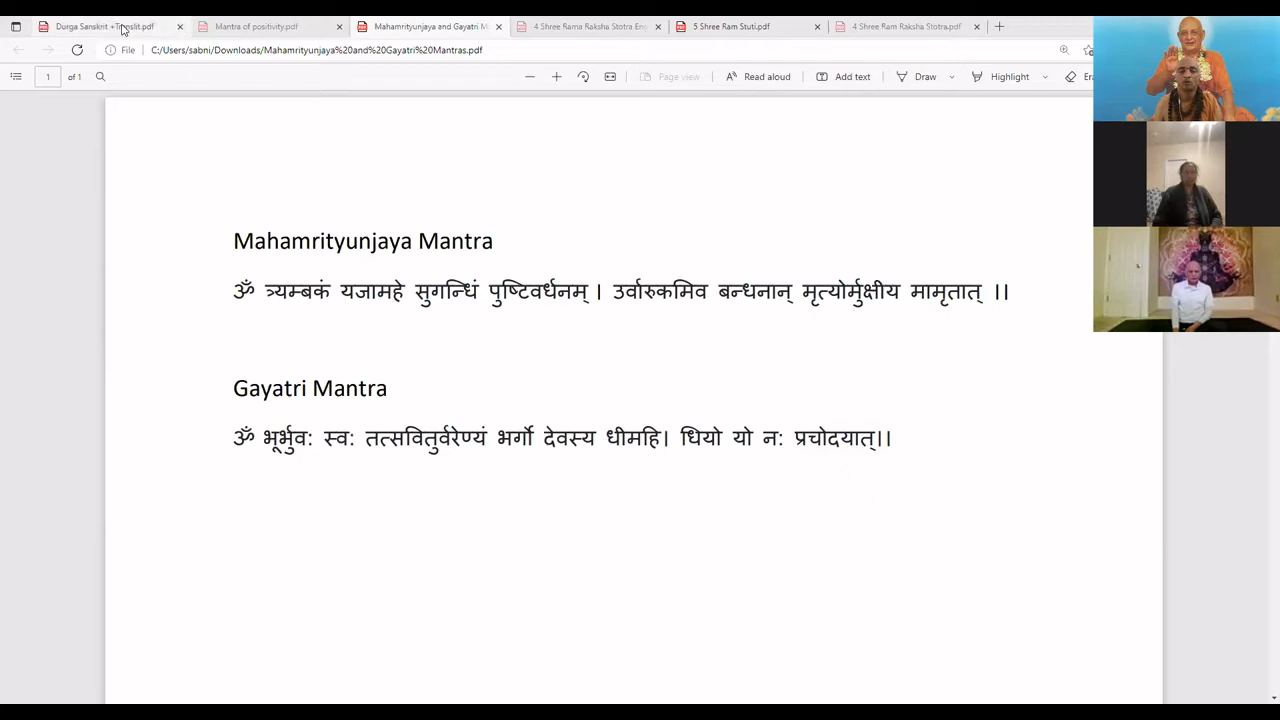 Durga Sanskrit +Translit.pdf
Mantra of positivity.pdf
Mahamrityunjaya and Gayatri M
4 Shree Rama Raksha Stotra Eng
5 Shree Ram Stuti.pdf
4 Shree Ram Raksha Stotra.pdf
File
C:/Users/sabni/Downloads/Mahamrityunjaya%20and%20Gayatri%20Mantras.pdf
1 of 1
Page view
Read aloud
Add text
Draw
Highlight
Era
Mahamrityunjaya Mantra
ॐ त्र्यम्बकं यजामहे सुगन्धिं पुष्टिवर्धनम् । उर्वारुकमिव बन्धनान् मृत्योर्मुक्षीय मामृतात् ।।
Gayatri Mantra
ॐ भूर्भुव: स्व: तत्सवितुर्वरेण्यं भर्गो देवस्य धीमहि। धियो यो न: प्रचोदयात्।।